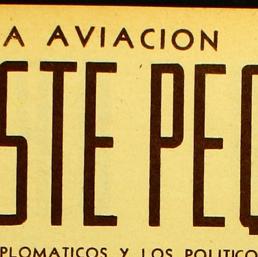 A AVIACION
STE PEQ
PLOMATICOS Y LOS POLITICO